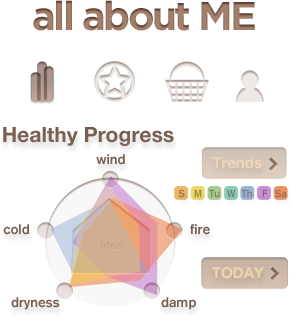 all about ME
Healthy Progress
wind
Trends
S M Tu W Th F Sa
cold
fire
Ideal
TODAY
dryness
damp